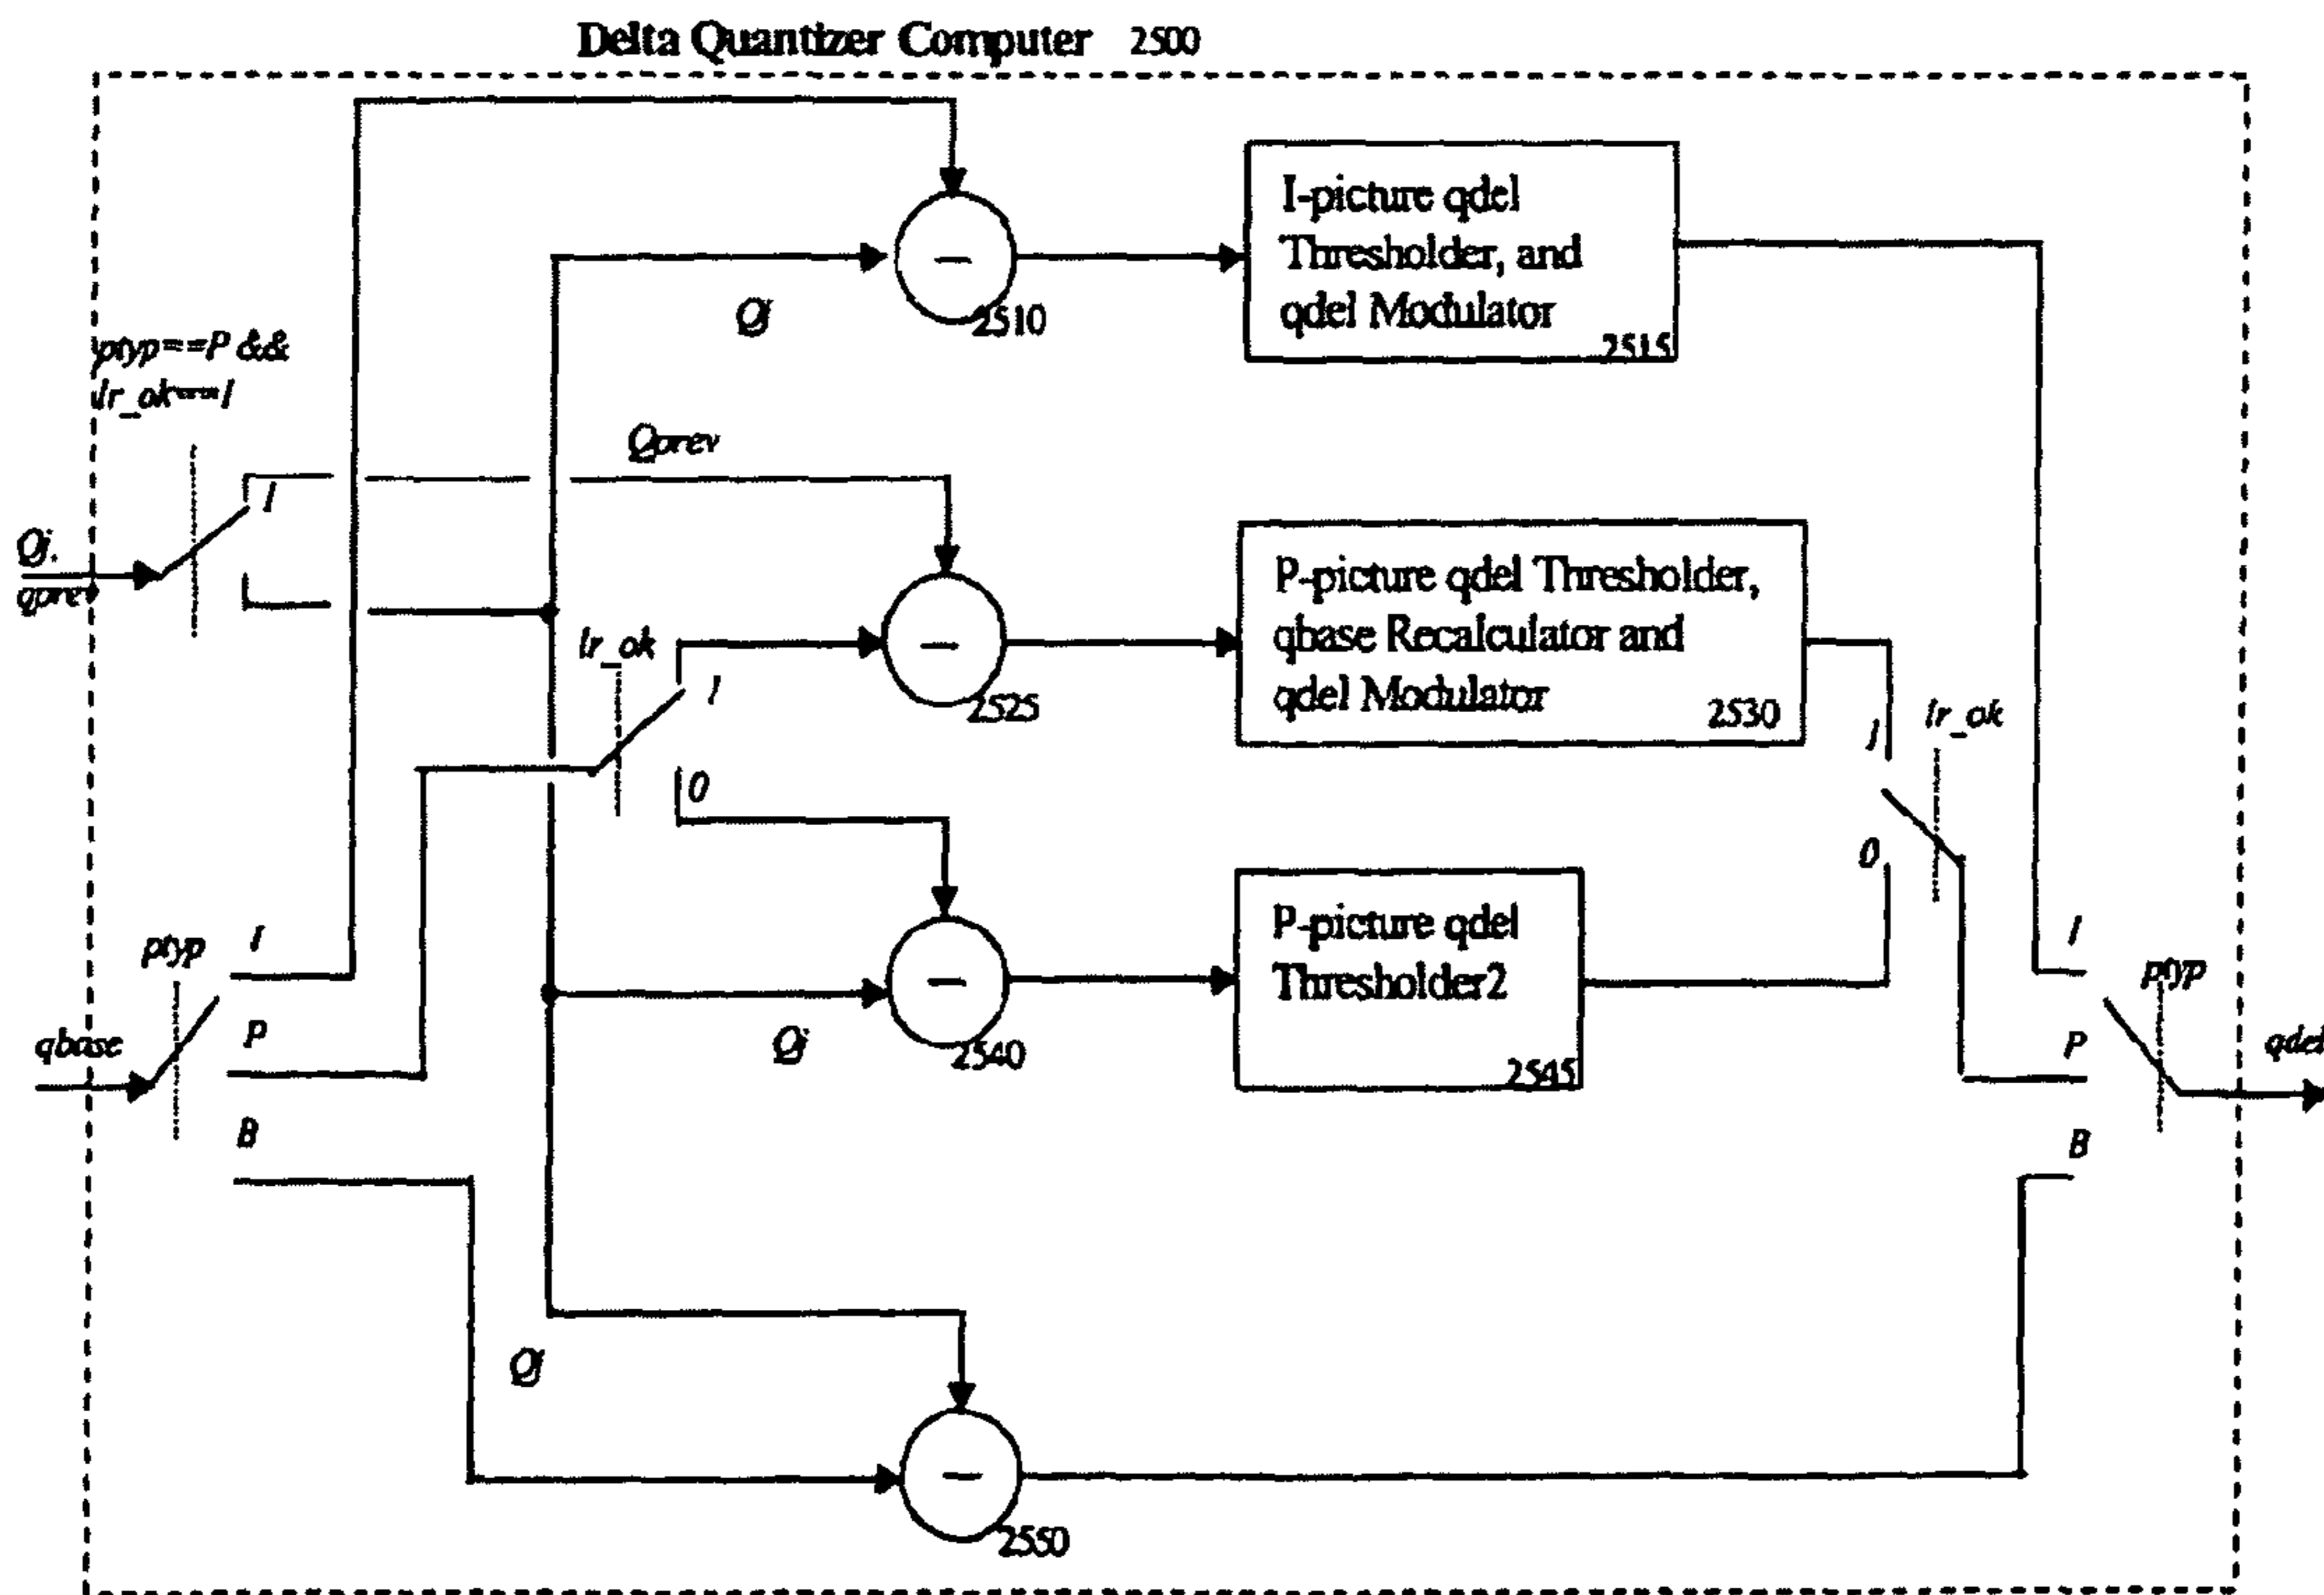 Delta Quantizer Computer 2500
I-picture qdel
Thresholder, and
qdel Modulator
2515
Qj
2510
ptyp==P &&
lr_ok==1
Qprev
1
Qj,
qprev
P-picture qdel Thresholder,
qbase Recalculator and
qdel Modulator
2530
lr_ok
1
2525
0
1
lr_ok
0
P-picture qdel
Thresholder2
2545
Qj
2540
ptyp
I
P
B
qbase
I
P
B
ptyp
qdel
Qj
2550